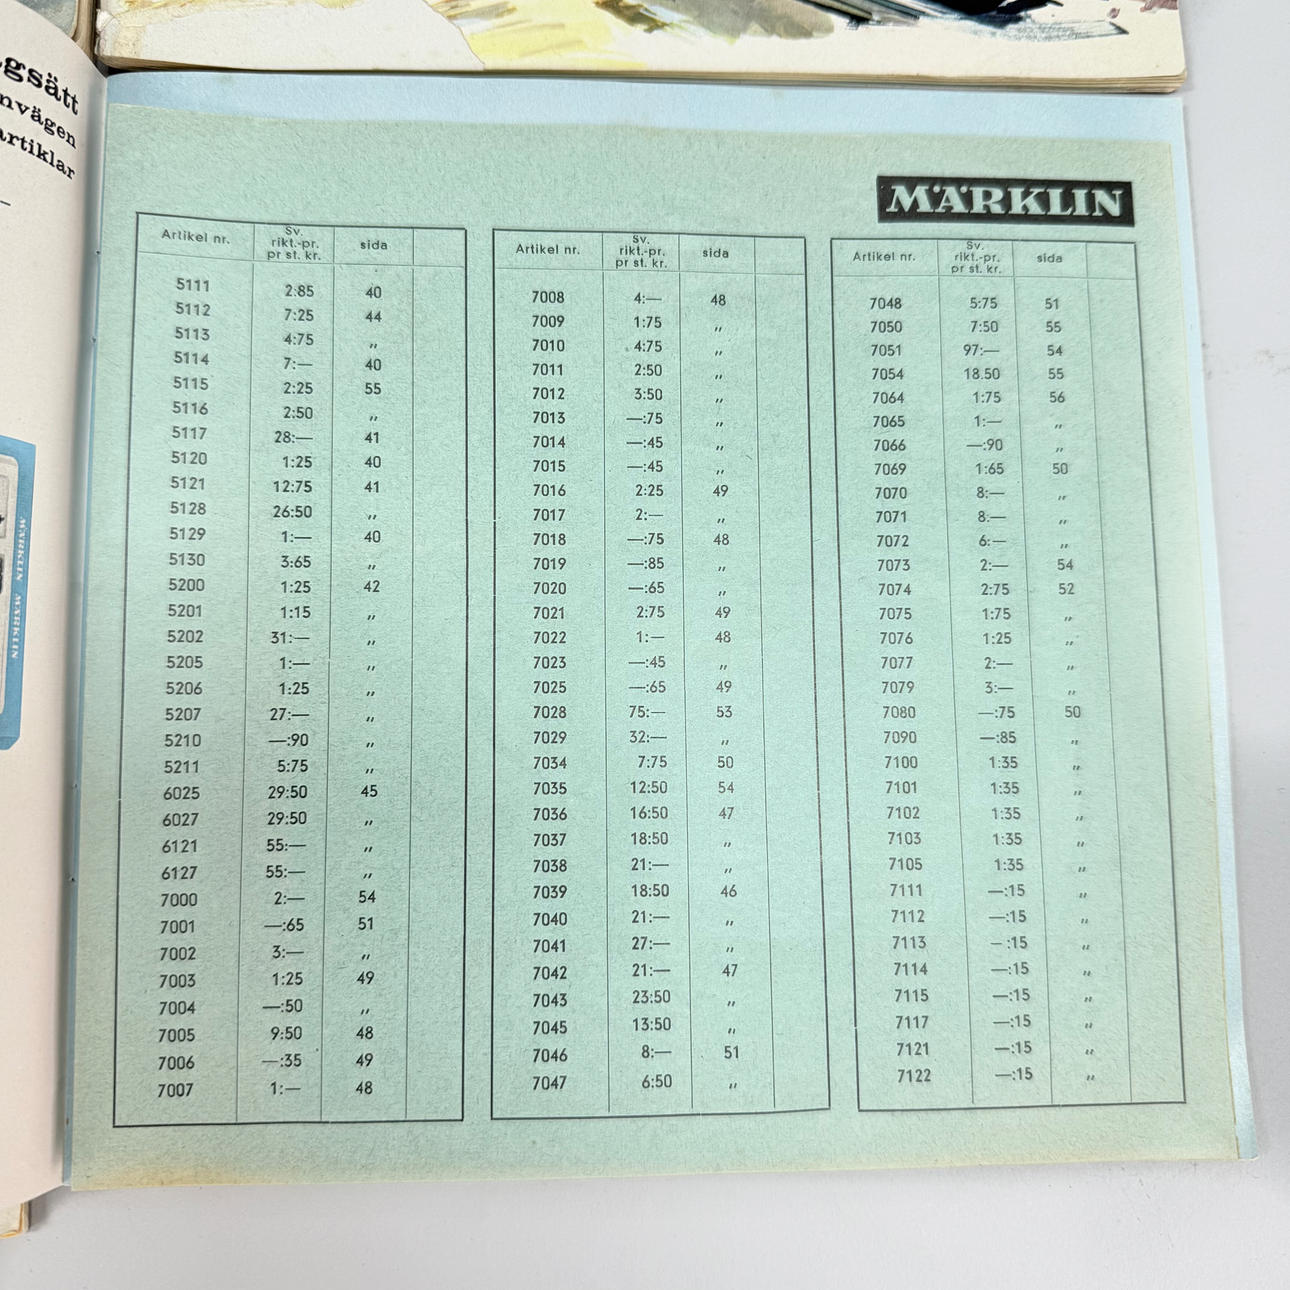 gsätt
nvägen
artiklar
MÄRKLIN MÄRKLIN
MÄRKLIN
Artikel nr. Sv. rikt.-pr. pr st. kr. sida
5111 2:85 40
5112 7:25 44
5113 4:75 „
5114 7:— 40
5115 2:25 55
5116 2:50 „
5117 28:— 41
5120 1:25 40
5121 12:75 41
5128 26:50 „
5129 1:— 40
5130 3:65 „
5200 1:25 42
5201 1:15 „
5202 31:— „
5205 1:— „
5206 1:25 „
5207 27:— „
5210 —:90 „
5211 5:75 „
6025 29:50 45
6027 29:50 „
6121 55:— „
6127 55:— „
7000 2:— 54
7001 —:65 51
7002 3:— „
7003 1:25 49
7004 —:50 „
7005 9:50 48
7006 —:35 49
7007 1:— 48
Artikel nr. Sv. rikt.-pr. pr st. kr. sida
7008 4:— 48
7009 1:75 „
7010 4:75 „
7011 2:50 „
7012 3:50 „
7013 —:75 „
7014 —:45 „
7015 —:45 „
7016 2:25 49
7017 2:— „
7018 —:75 48
7019 —:85 „
7020 —:65 „
7021 2:75 49
7022 1:— 48
7023 —:45 „
7025 —:65 49
7028 75:— 53
7029 32:— „
7034 7:75 50
7035 12:50 54
7036 16:50 47
7037 18:50 „
7038 21:— „
7039 18:50 46
7040 21:— „
7041 27:— „
7042 21:— 47
7043 23:50 „
7045 13:50 „
7046 8:— 51
7047 6:50 „
Artikel nr. Sv. rikt.-pr. pr st. kr. sida
7048 5:75 51
7050 7:50 55
7051 97:— 54
7054 18.50 55
7064 1:75 56
7065 1:— „
7066 —:90 „
7069 1:65 50
7070 8:— „
7071 8:— „
7072 6:— „
7073 2:— 54
7074 2:75 52
7075 1:75 „
7076 1:25 „
7077 2:— „
7079 3:— „
7080 —:75 50
7090 —:85 „
7100 1:35 „
7101 1:35 „
7102 1:35 „
7103 1:35 „
7105 1:35 „
7111 —:15 „
7112 —:15 „
7113 —:15 „
7114 —:15 „
7115 —:15 „
7117 —:15 „
7121 —:15 „
7122 —:15 „